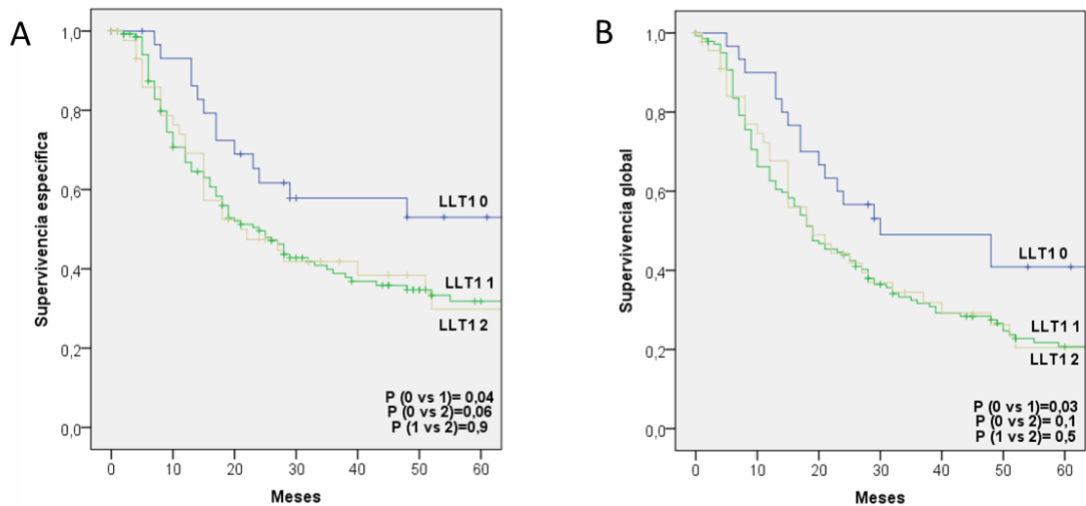 A
Supervivencia específica
1,0
0,8
0,6
0,4
0,2
0,0
LLT1 0
LLT1 1
LLT1 2
P (0 vs 1)= 0,04
P (0 vs 2)=0,06
P (1 vs 2)=0,9
0 10 20 30 40 50 60
Meses
B
Supervivencia global
1,0
0,8
0,6
0,4
0,2
0,0
LLT1 0
LLT1 1
LLT1 2
P (0 vs 1)=0,03
P (0 vs 2)= 0,1
P (1 vs 2)= 0,5
0 10 20 30 40 50 60
Meses